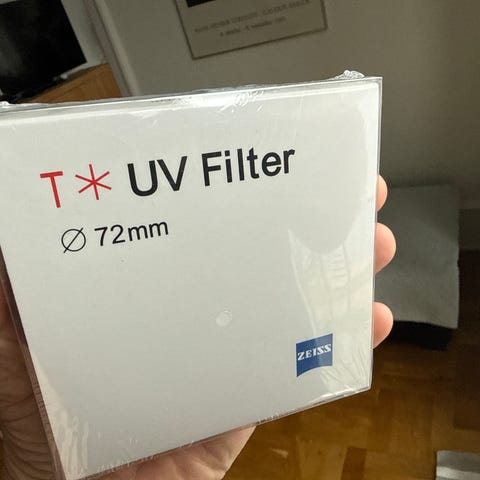 T* UV Filter
⌀ 72mm
ZEISS